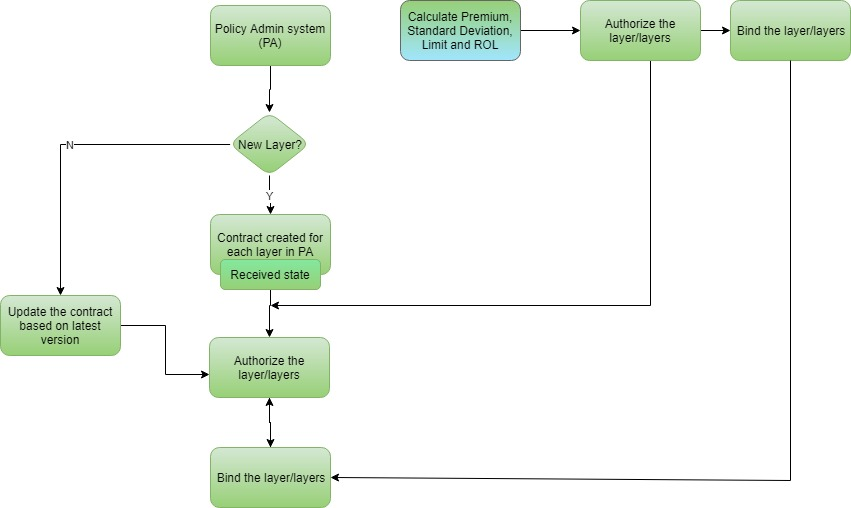 Policy Admin system
(PA)
Calculate Premium,
Standard Deviation,
Limit and ROL
Authorize the
layer/layers
Bind the layer/layers
New Layer?
N
Y
Contract created for
each layer in PA
Received state
Update the contract
based on latest
version
Authorize the
layer/layers
Bind the layer/layers